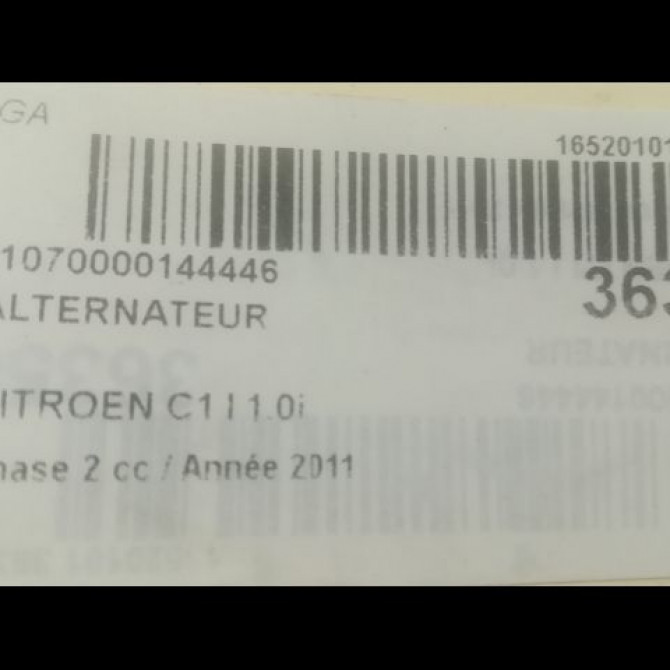 GA
16520101
1070000144446
363
ALTERNATEUR
ITROEN C1 I 1.0i
hase 2 cc / Année 2011